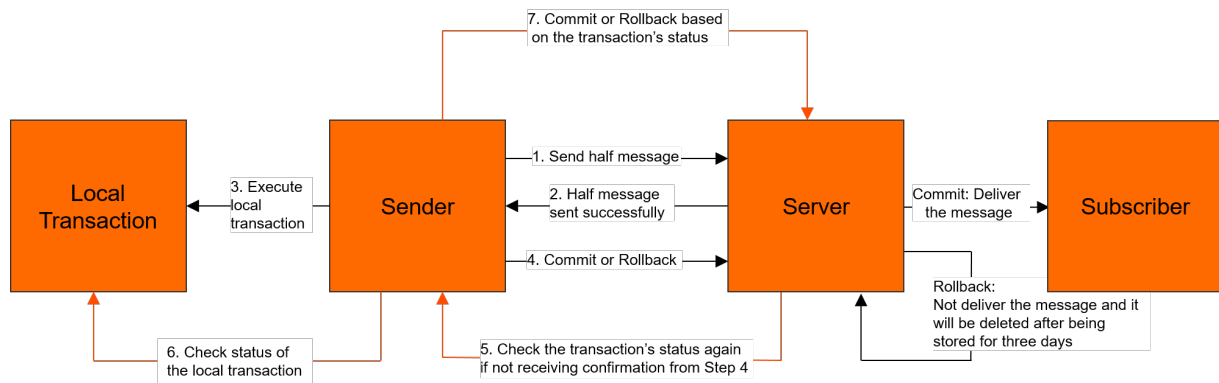 7. Commit or Rollback based
on the transaction's status
1. Send half message
3. Execute
local
transaction
2. Half message
sent successfully
Local
Transaction
Sender
Server
Commit: Deliver
the message
Subscriber
4. Commit or Rollback
Rollback:
Not deliver the message and it
will be deleted after being
stored for three days
6. Check status of
the local transaction
5. Check the transaction's status again
if not receiving confirmation from Step 4